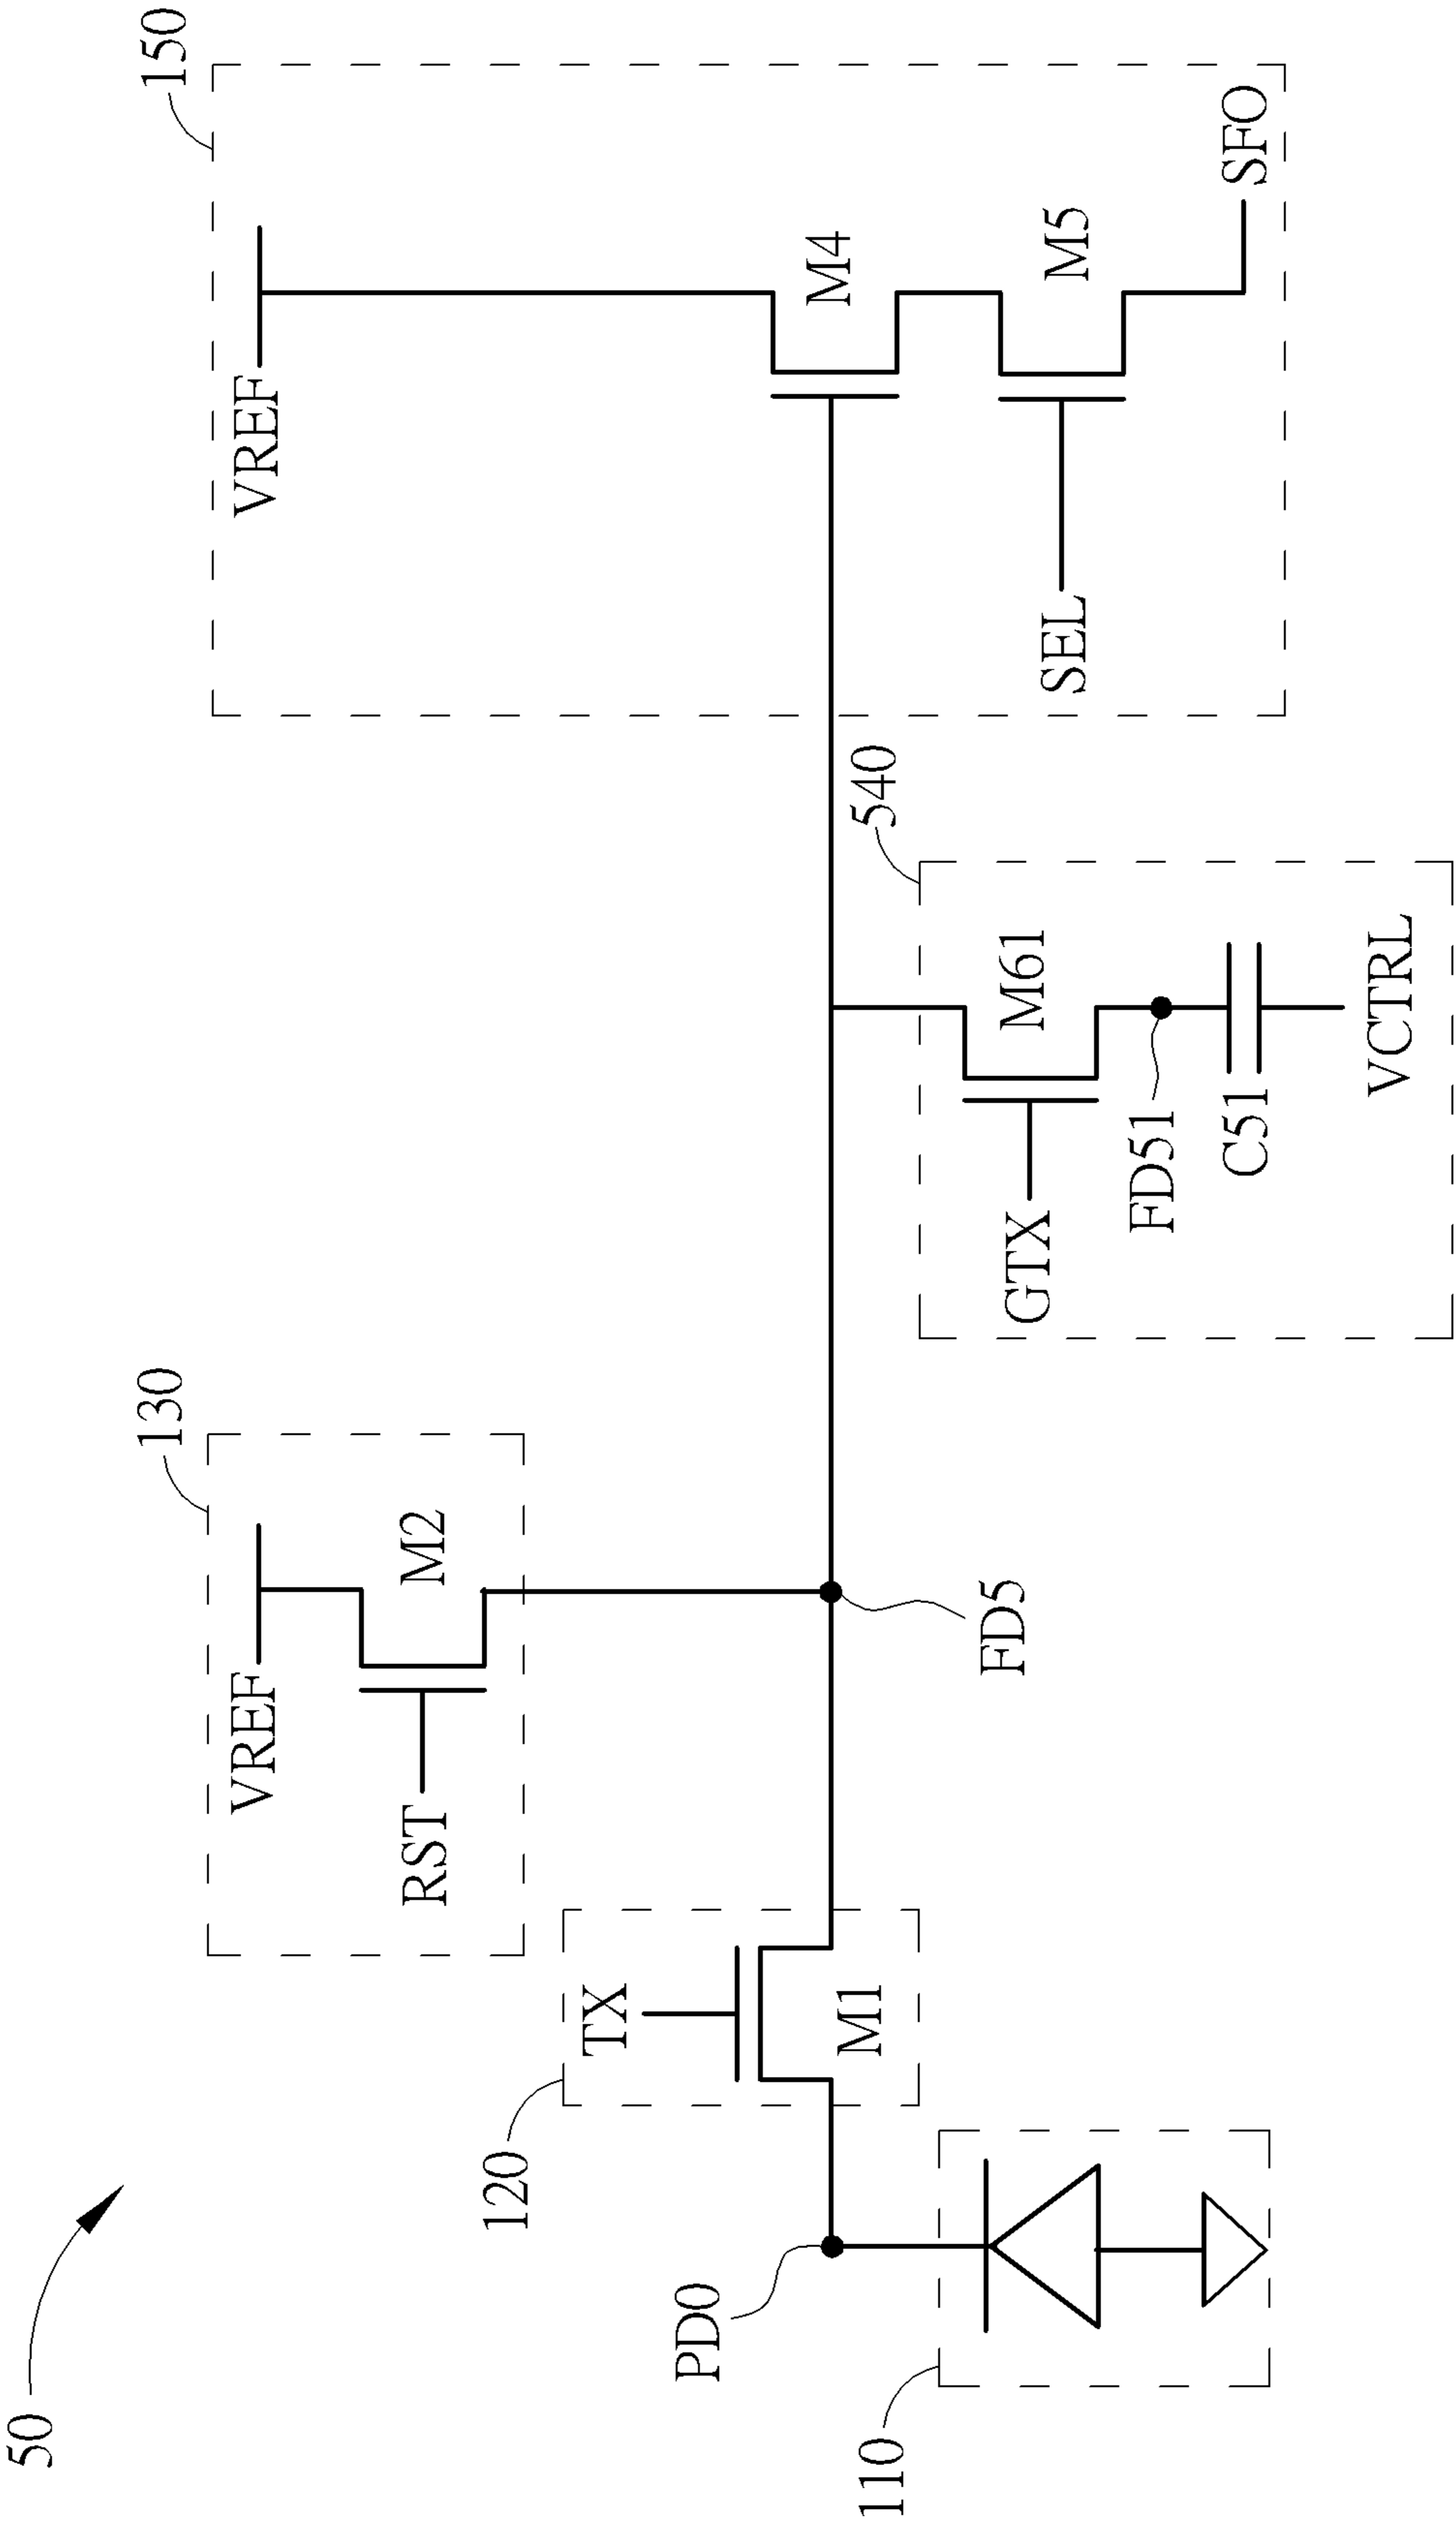 50
150
130
VREF
VREF
M4
M5
SFO
SEL
RST
M2
540
120
TX
M1
FD5
GTX
M61
FD51
C51
VCTRL
PD0
110